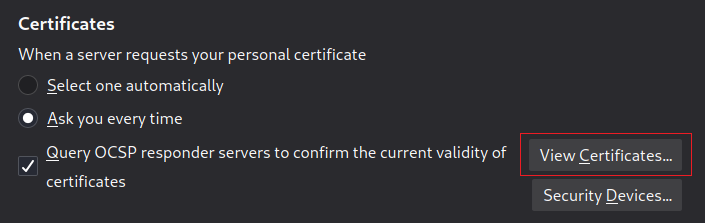 Certificates
When a server requests your personal certificate
Select one automatically
Ask you every time
Query OCSP responder servers to confirm the current validity of
certificates
View Certificates...
Security Devices...